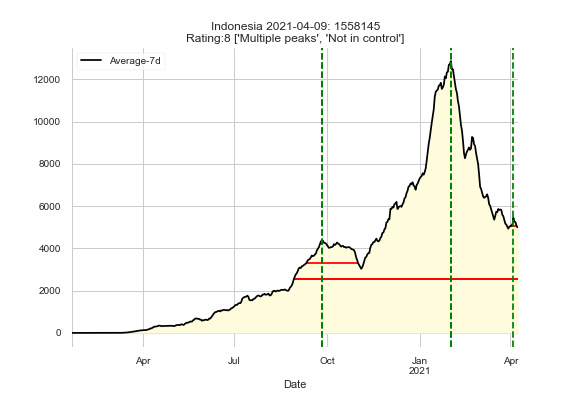 Indonesia 2021-04-09: 1558145
Rating:8 ['Multiple peaks', 'Not in control']
Average-7d
12000
10000
8000
6000
4000
2000
0
Apr
Jul
Oct
Jan
2021
Apr
Date